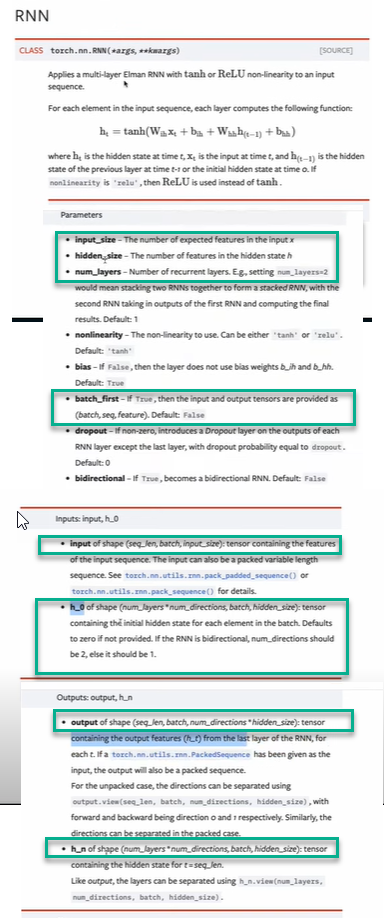 RNN
CLASS torch.nn.RNN(*args, **kwargs) [SOURCE]
Applies a multi-layer Elman RNN with tanh or ReLU non-linearity to an input
sequence.
For each element in the input sequence, each layer computes the following function:
h_t = tanh(W_ih x_t + b_ih + W_hh h_(t−1) + b_hh)
where h_t is the hidden state at time t, x_t is the input at time t, and h_(t−1) is the hidden
state of the previous layer at time t-1 or the initial hidden state at time 0. If
nonlinearity is 'relu', then ReLU is used instead of tanh.
Parameters
• input_size – The number of expected features in the input x
• hidden_size – The number of features in the hidden state h
• num_layers – Number of recurrent layers. E.g., setting num_layers=2
would mean stacking two RNNs together to form a stacked RNN, with the
second RNN taking in outputs of the first RNN and computing the final
results. Default: 1
• nonlinearity – The non-linearity to use. Can be either 'tanh' or 'relu'.
Default: 'tanh'
• bias – If False, then the layer does not use bias weights b_ih and b_hh.
Default: True
• batch_first – If True, then the input and output tensors are provided as
(batch, seq, feature). Default: False
• dropout – If non-zero, introduces a Dropout layer on the outputs of each
RNN layer except the last layer, with dropout probability equal to dropout.
Default: 0
• bidirectional – If True, becomes a bidirectional RNN. Default: False
Inputs: input, h_0
• input of shape (seq_len, batch, input_size): tensor containing the features
of the input sequence. The input can also be a packed variable length
sequence. See torch.nn.utils.rnn.pack_padded_sequence() or
torch.nn.utils.rnn.pack_sequence() for details.
• h_0 of shape (num_layers * num_directions, batch, hidden_size): tensor
containing the initial hidden state for each element in the batch. Defaults
to zero if not provided. If the RNN is bidirectional, num_directions should
be 2, else it should be 1.
Outputs: output, h_n
• output of shape (seq_len, batch, num_directions * hidden_size): tensor
containing the output features (h_t) from the last layer of the RNN, for
each t. If a torch.nn.utils.rnn.PackedSequence has been given as the
input, the output will also be a packed sequence.
For the unpacked case, the directions can be separated using
output.view(seq_len, batch, num_directions, hidden_size), with
forward and backward being direction 0 and 1 respectively. Similarly, the
directions can be separated in the packed case.
• h_n of shape (num_layers * num_directions, batch, hidden_size): tensor
containing the hidden state for t = seq_len.
Like output, the layers can be separated using h_n.view(num_layers,
num_directions, batch, hidden_size).